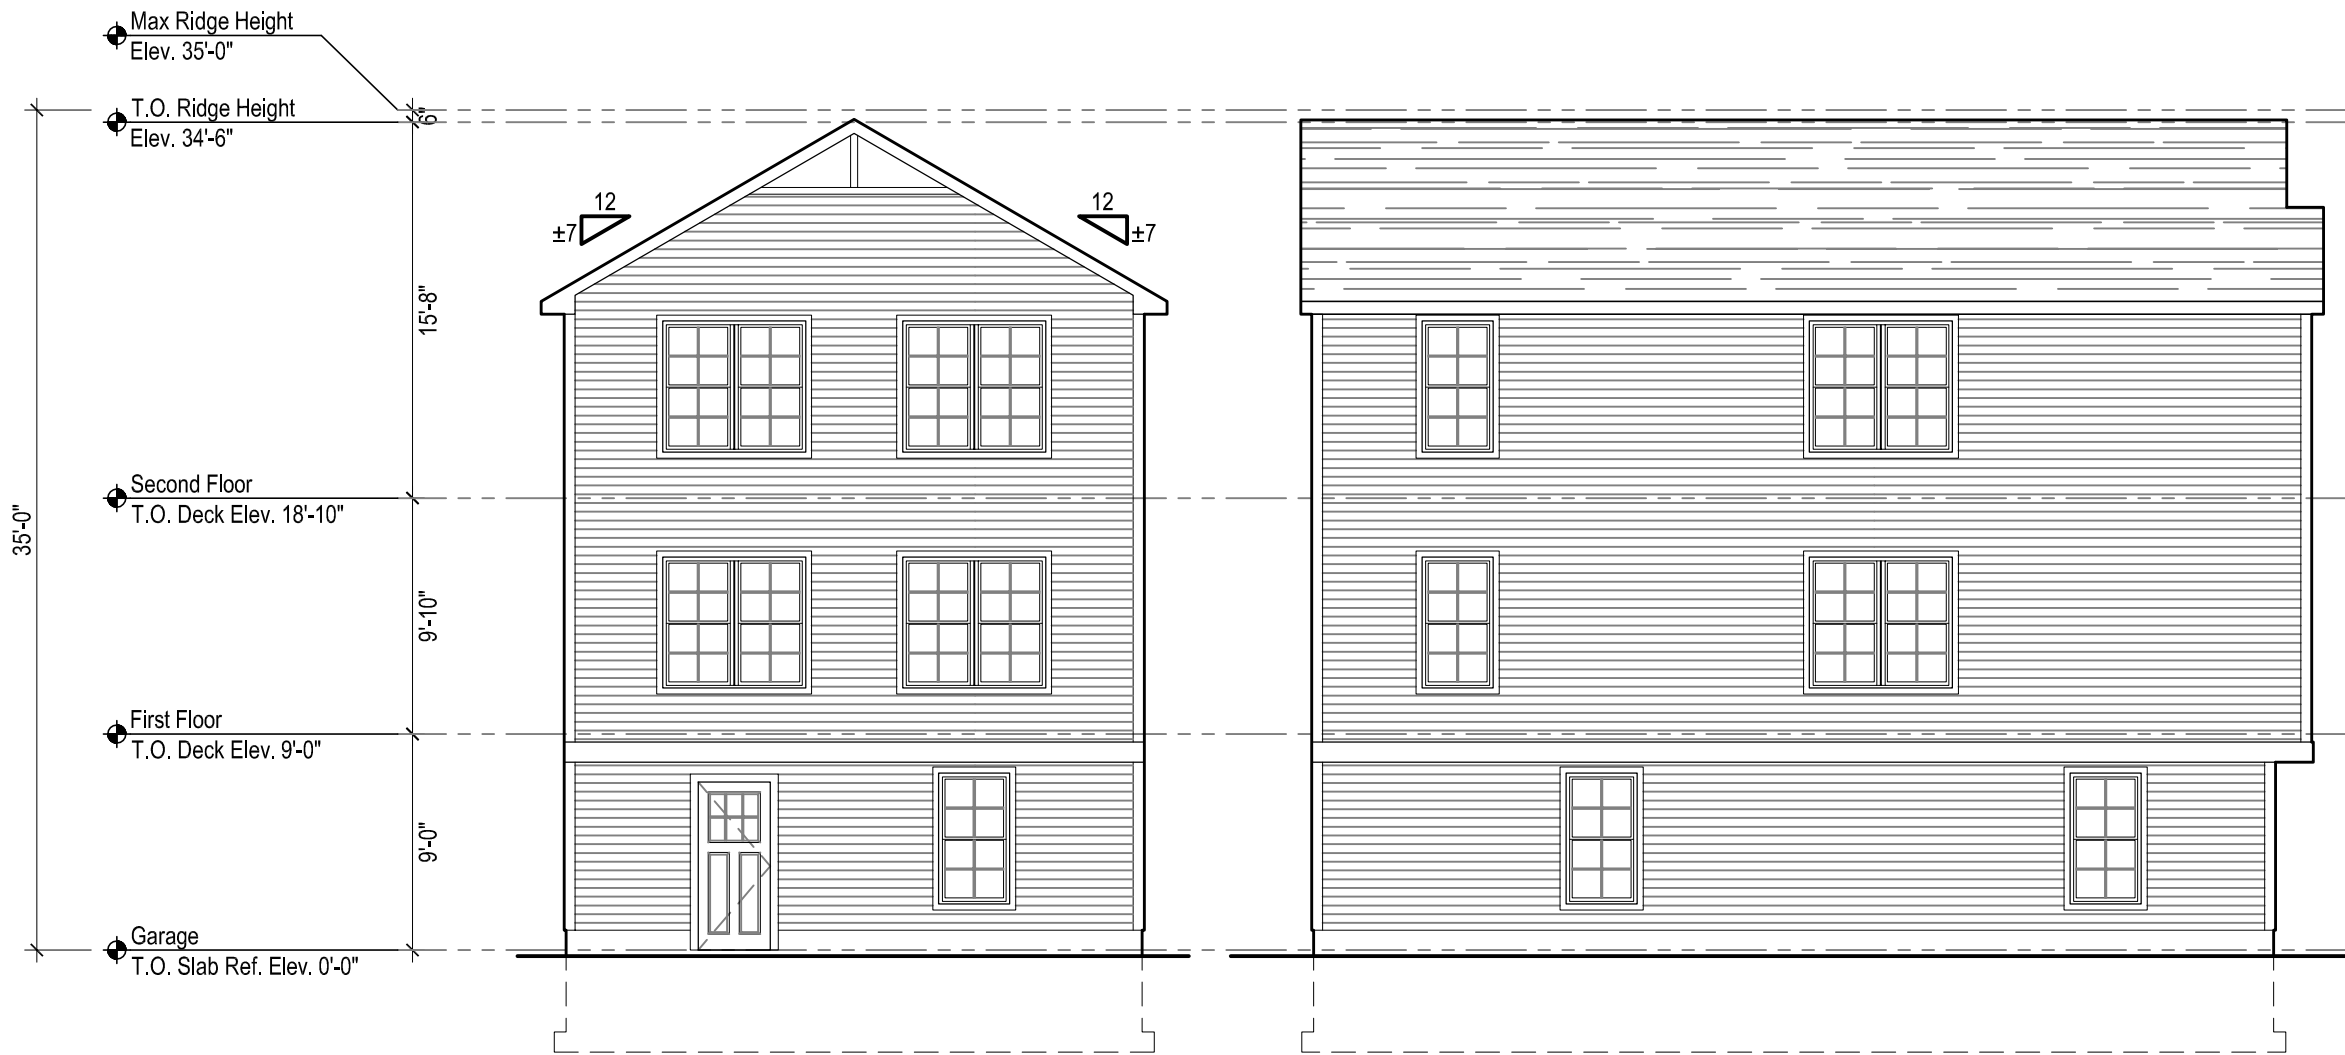 Max Ridge Height
Elev. 35'-0"
T.O. Ridge Height
Elev. 34'-6"
6"
12
±7
12
±7
15'-8"
Second Floor
T.O. Deck Elev. 18'-10"
35'-0"
9'-10"
First Floor
T.O. Deck Elev. 9'-0"
9'-0"
Garage
T.O. Slab Ref. Elev. 0'-0"